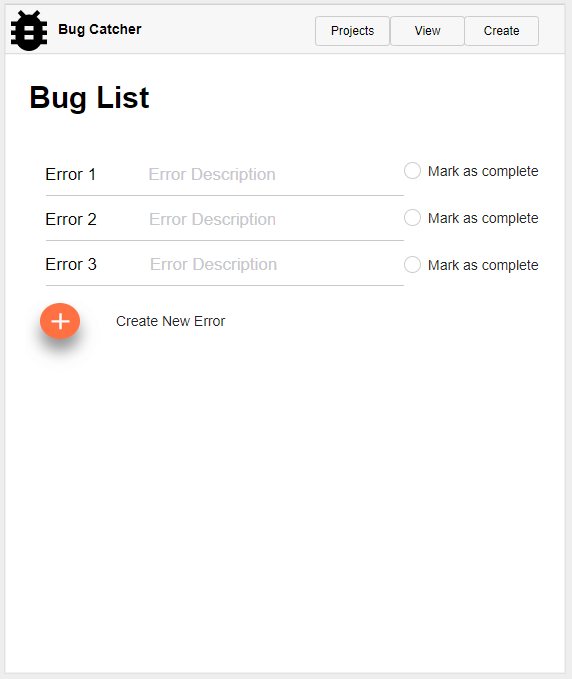 Bug Catcher
Projects View Create
Bug List
Error 1 Error Description Mark as complete
Error 2 Error Description Mark as complete
Error 3 Error Description Mark as complete
Create New Error